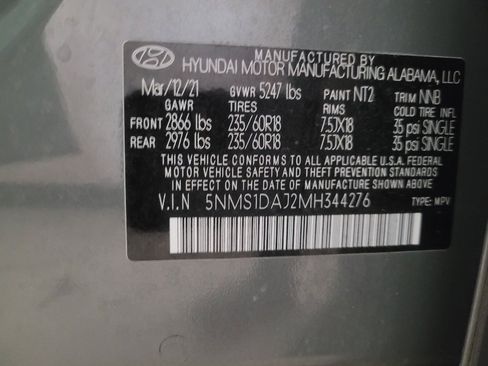 MANUFACTURED BY
HYUNDAI MOTOR MANUFACTURING ALABAMA, LLC
Mar/12/21 GVWR 5247 lbs PAINT NT2 TRIM NNB
GAWR TIRES RIMS COLD TIRE INFL
FRONT 2866 lbs 235/60R18 7.5JX18 35 psi SINGLE
REAR 2976 lbs 235/60R18 7.5JX18 35 psi SINGLE
THIS VEHICLE CONFORMS TO ALL APPLICABLE U.S.A. FEDERAL
MOTOR VEHICLE SAFETY, BUMPER, AND THEFT PREVENTION
STANDARDS IN EFFECT ON THE DATE OF MANUFACTURE SHOWN ABOVE.
V.I.N 5NMS1DAJ2MH344276 TYPE: MPV